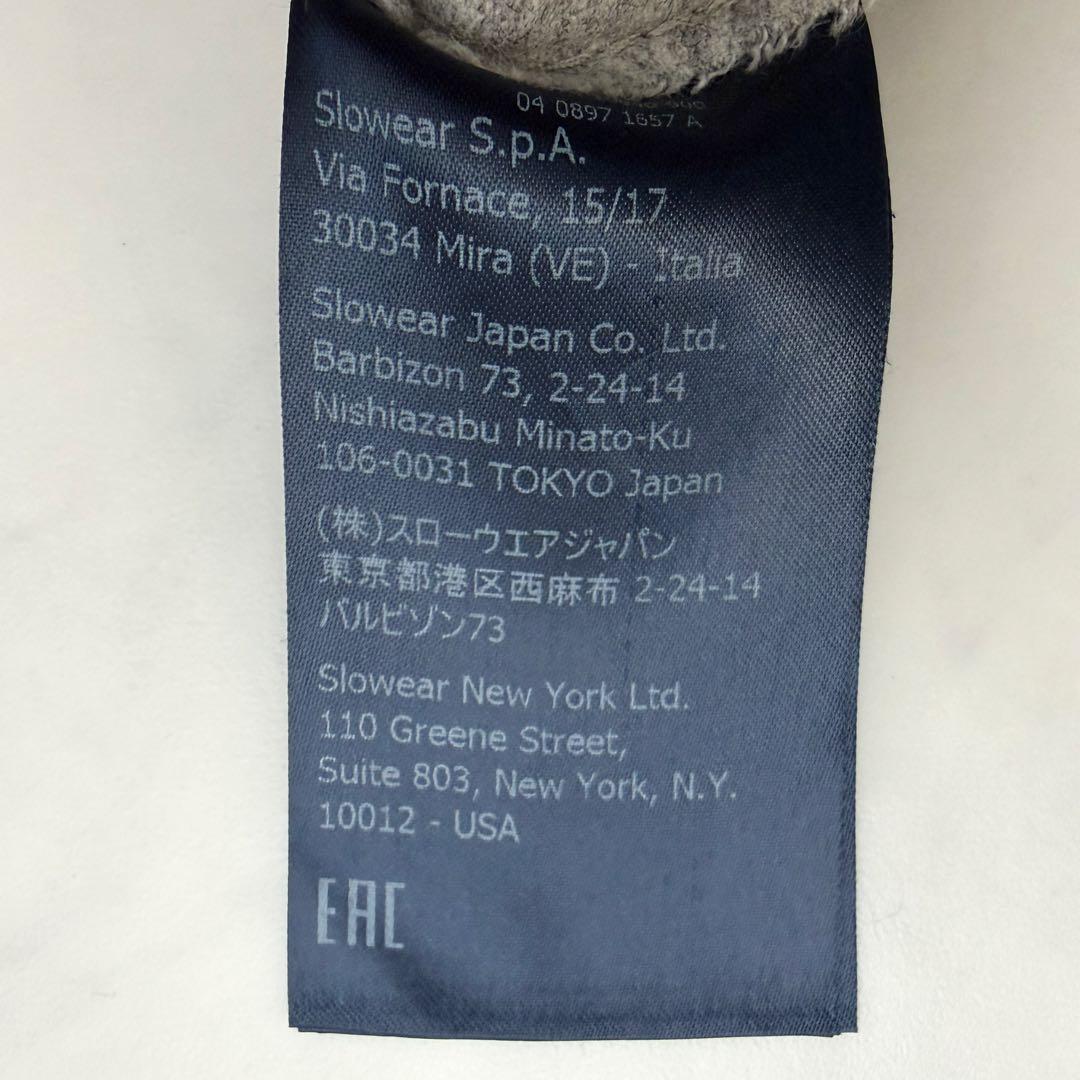 04 0897 1657 A
Slowear S.p.A.
Via Fornace, 15/17
30034 Mira (VE) - Italia
Slowear Japan Co. Ltd.
Barbizon 73, 2-24-14
Nishiazabu Minato-Ku
106-0031 TOKYO Japan
(株)スローウエアジャパン
東京都港区西麻布 2-24-14
バルビゾン73
Slowear New York Ltd.
110 Greene Street,
Suite 803, New York, N.Y.
10012 - USA
EAC